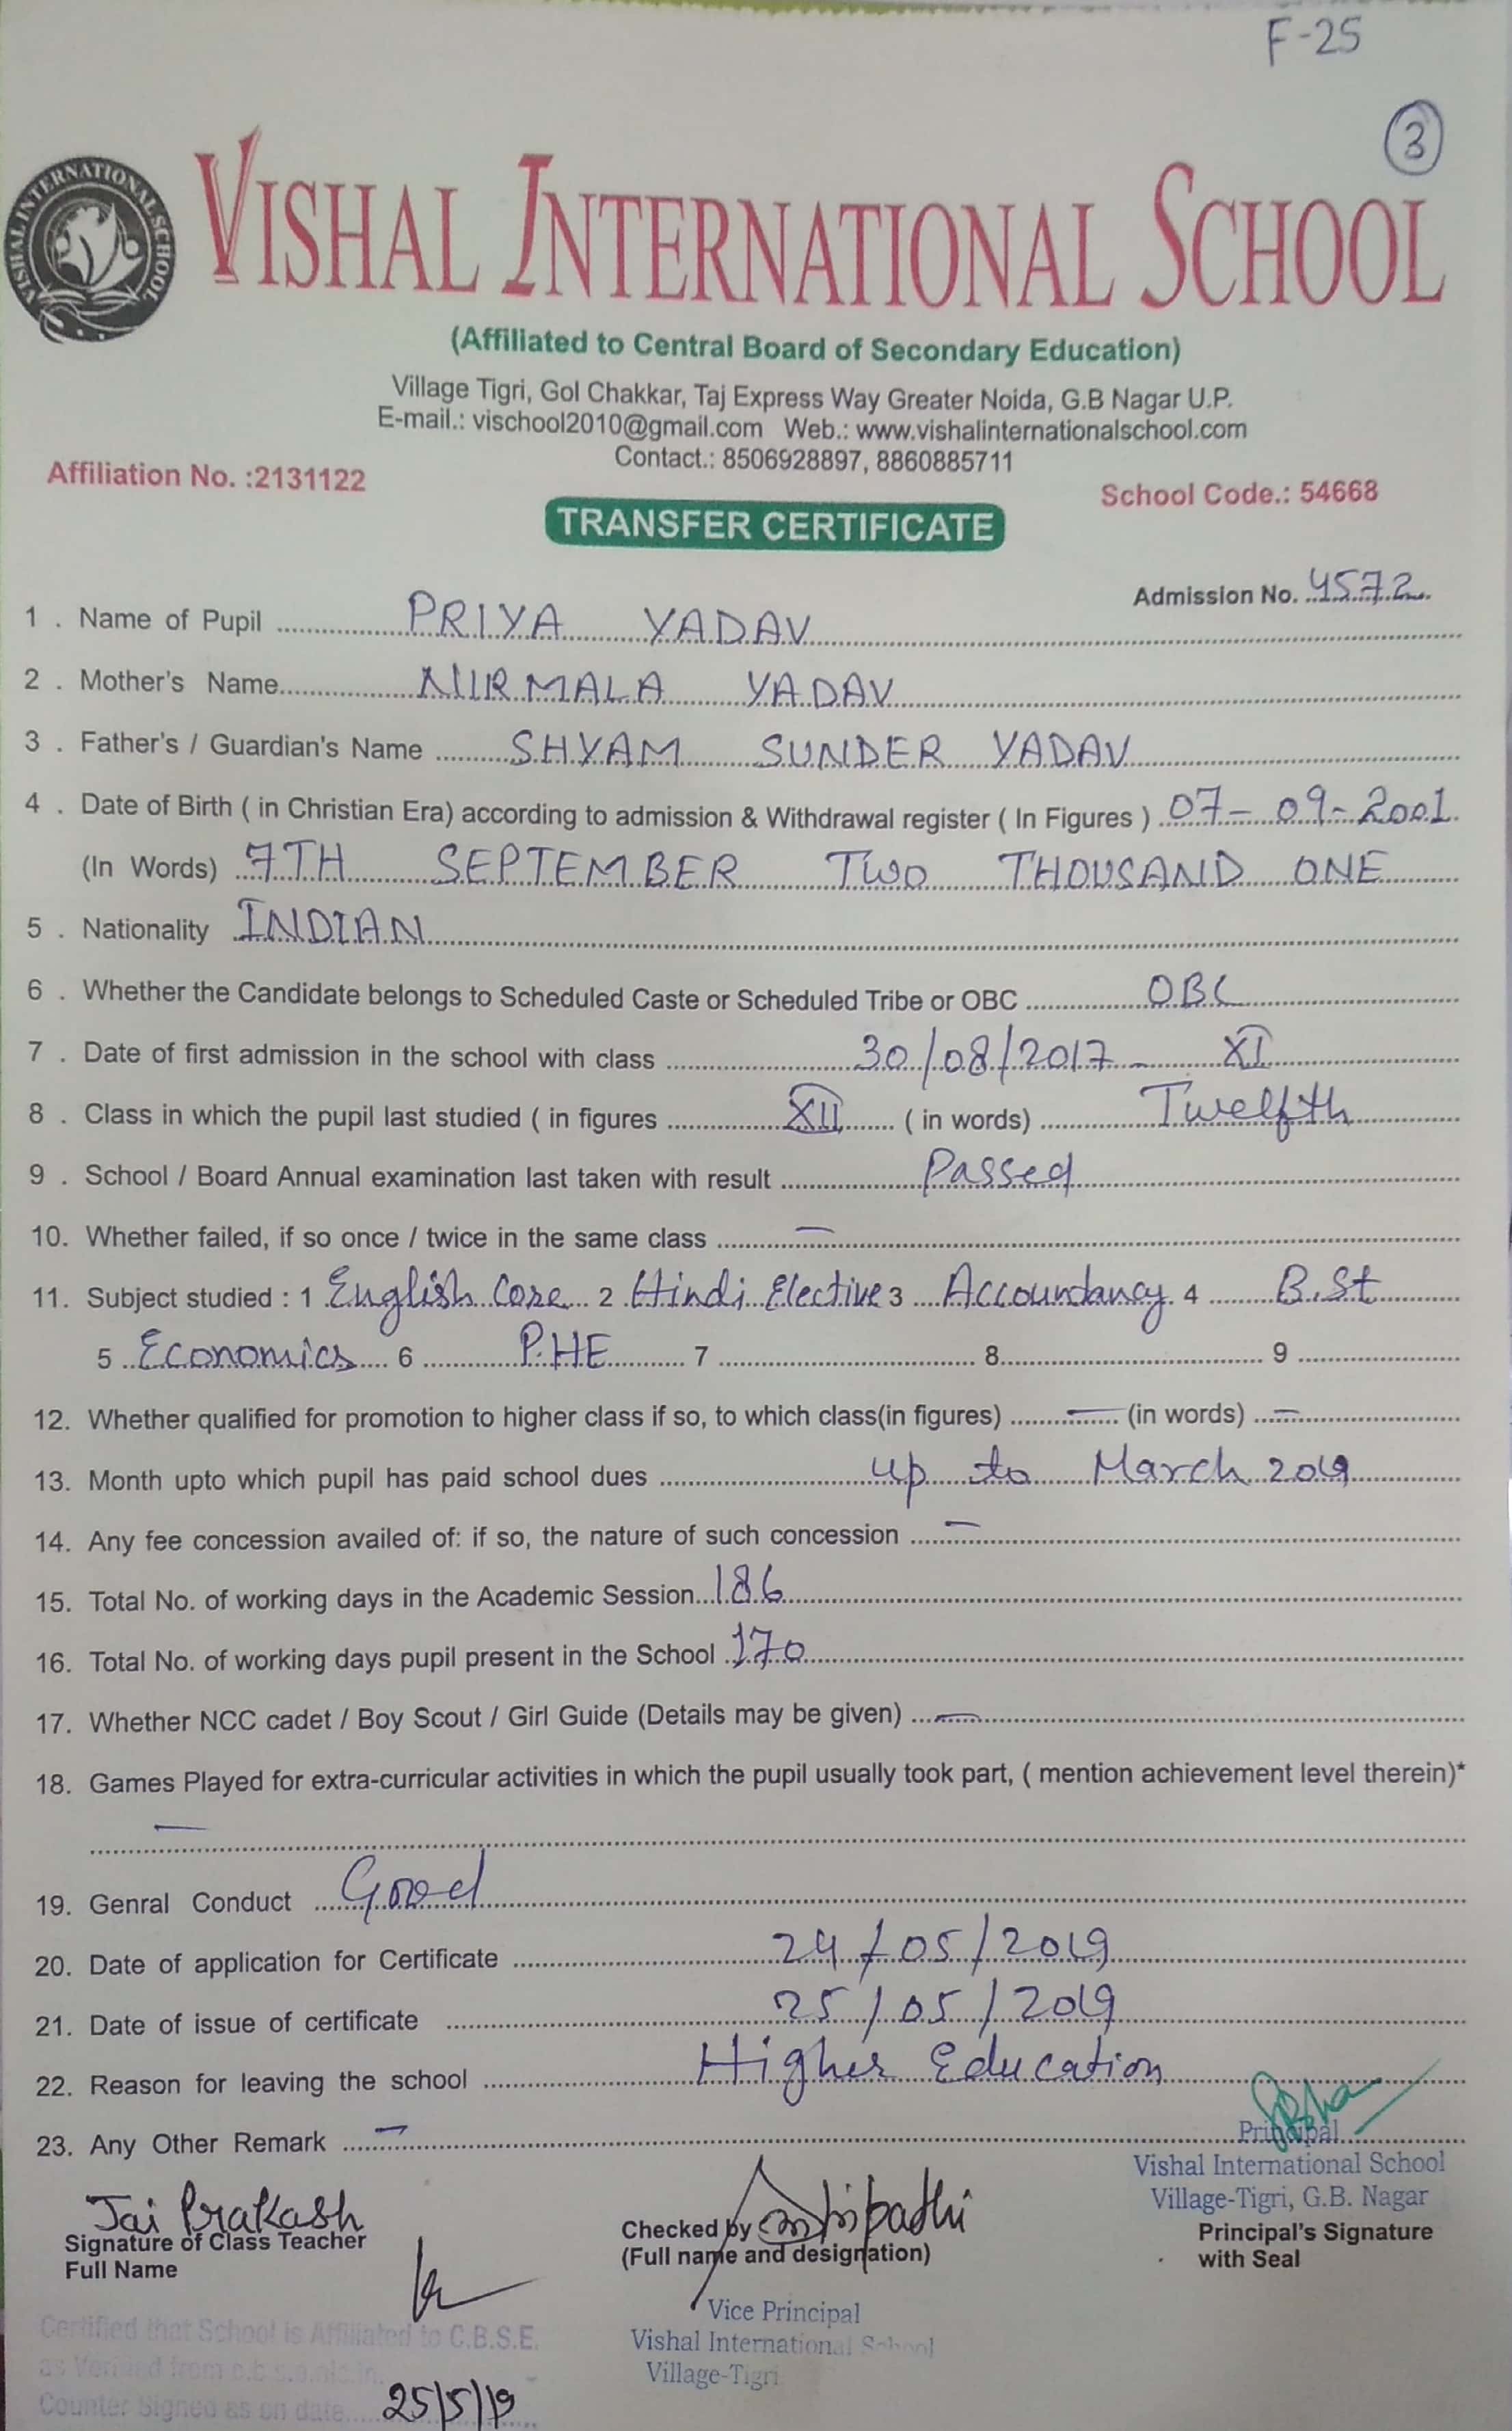 F-25
3
VISHAL INTERNATIONAL SCHOOL
VISHAL INTERNATIONAL SCHOOL
(Affiliated to Central Board of Secondary Education)
Village Tigri, Gol Chakkar, Taj Express Way Greater Noida, G.B Nagar U.P.
E-mail.: vischool2010@gmail.com Web.: www.vishalinternationalschool.com
Contact.: 8506928897, 8860885711
Affiliation No. :2131122
School Code.: 54668
TRANSFER CERTIFICATE
Admission No. 4572
1 . Name of Pupil PRIYA YADAV
2 . Mother's Name NIRMALA YADAV
3 . Father's / Guardian's Name SHYAM SUNDER YADAV
4 . Date of Birth ( in Christian Era) according to admission & Withdrawal register ( In Figures ) 07-09-2001
(In Words) 7TH SEPTEMBER TWO THOUSAND ONE
5 . Nationality INDIAN
6 . Whether the Candidate belongs to Scheduled Caste or Scheduled Tribe or OBC OBC
7 . Date of first admission in the school with class 30/08/2017 - XI
8 . Class in which the pupil last studied ( in figures XII ( in words) Twelfth
9 . School / Board Annual examination last taken with result Passed
10. Whether failed, if so once / twice in the same class —
11. Subject studied : 1 English Core 2 Hindi Elective 3 Accoundancy 4 B.St
5 Economics 6 P.HE 7 8 9
12. Whether qualified for promotion to higher class if so, to which class(in figures) — (in words) —
13. Month upto which pupil has paid school dues up to March 2019
14. Any fee concession availed of: if so, the nature of such concession —
15. Total No. of working days in the Academic Session 186
16. Total No. of working days pupil present in the School 170
17. Whether NCC cadet / Boy Scout / Girl Guide (Details may be given) —
18. Games Played for extra-curricular activities in which the pupil usually took part, ( mention achievement level therein)*
—
19. Genral Conduct Good
20. Date of application for Certificate 24/05/2019
21. Date of issue of certificate 25/05/2019
22. Reason for leaving the school Higher Education
23. Any Other Remark —
Principal
Vishal International School
Village-Tigri, G.B. Nagar
Principal's Signature
with Seal
Jai Prakash
Signature of Class Teacher
Full Name
Checked by
(Full name and designation)
Vice Principal
Vishal International School
Village-Tigri
Certified that School is Affiliated to C.B.S.E.
as Verified from c.b.s.e.nic.in.
Counter Signed as on date 25/5/19